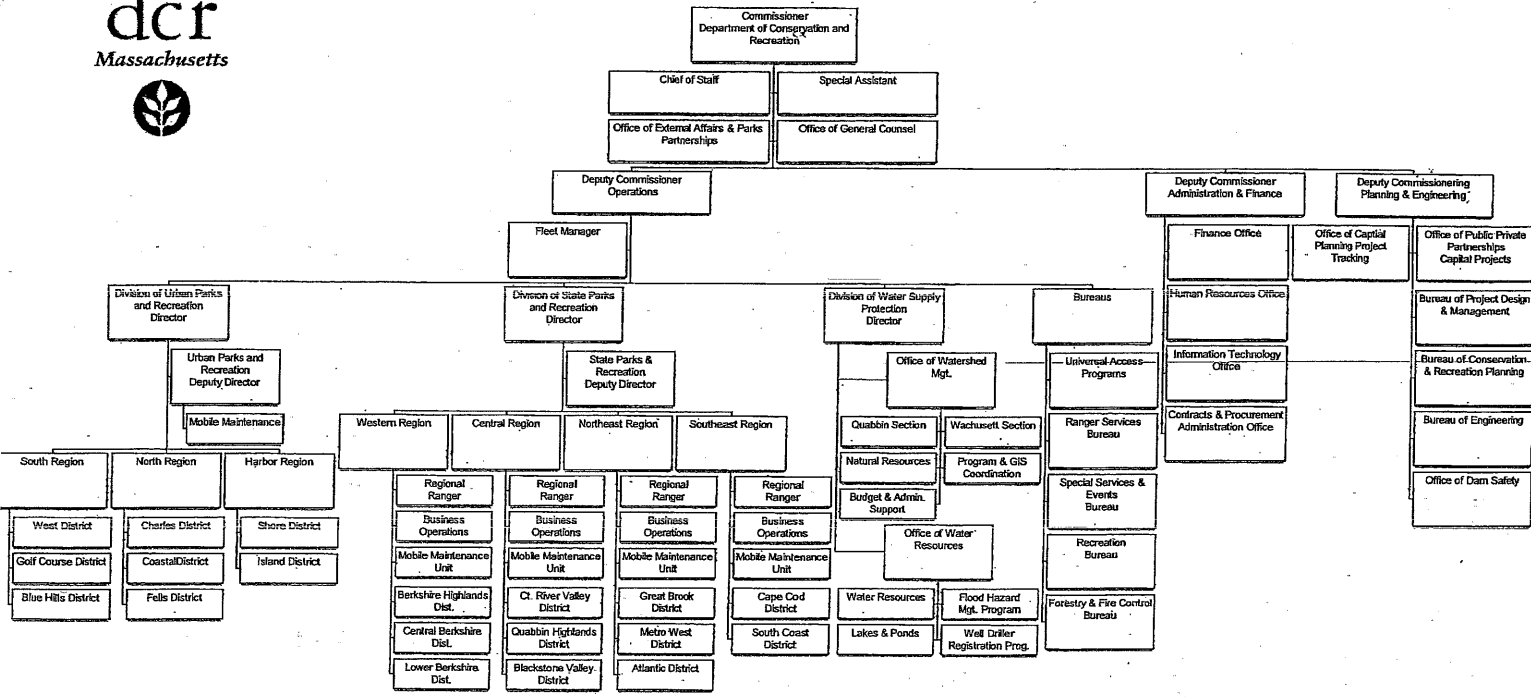 dcr
Massachusetts
Commissioner
Department of Conservation and
Recreation
Chief of Staff
Special Assistant
Office of External Affairs & Parks
Partnerships
Office of General Counsel
Deputy Commissioner
Operations
Deputy Commissioner
Administration & Finance
Deputy Commissionering
Planning & Engineering
Fleet Manager
Finance Office
Office of Captial
Planning Project
Tracking
Office of Public Private
Partnerships
Capital Projects
Division of Urban Parks
and Recreation
Director
Division of State Parks
and Recreation
Director
Division of Water Supply
Protection
Director
Bureaus
Human Resources Office
Bureau of Project Design
& Management
Urban Parks and
Recreation
Deputy Director
State Parks &
Recreation
Deputy Director
Office of Watershed
Mgt.
Universal Access
Programs
Information Technology
Office
Bureau of Conservation
& Recreation Planning
Mobile Maintenance
Western Region
Central Region
Northeast Region
Southeast Region
Quabbin Section
Wachusett Section
Ranger Services
Bureau
Contracts & Procurement
Administration Office
Bureau of Engineering
South Region
North Region
Harbor Region
Natural Resources
Program & GIS
Coordination
Regional
Ranger
Regional
Ranger
Regional
Ranger
Regional
Ranger
Budget & Admin.
Support
Special Services &
Events
Bureau
Office of Dam Safety
West District
Charles District
Shore District
Business
Operations
Business
Operations
Business
Operations
Business
Operations
Office of Water
Resources
Golf Course District
CoastalDistrict
Island District
Mobile Maintenance
Unit
Mobile Maintenance
Unit
Mobile Maintenance
Unit
Mobile Maintenance
Unit
Recreation
Bureau
Blue Hills District
Fells District
Berkshire Highlands
Dist.
Ct. River Valley
District
Great Brook
District
Cape Cod
District
Water Resources
Flood Hazard
Mgt. Program
Forestry & Fire Control
Bureau
Central Berkshire
Dist.
Quabbin Highlands
District
Metro West
District
South Coast
District
Lakes & Ponds
Well Driller
Registration Prog.
Lower Berkshire
Dist.
Blackstone Valley
District
Atlantic District